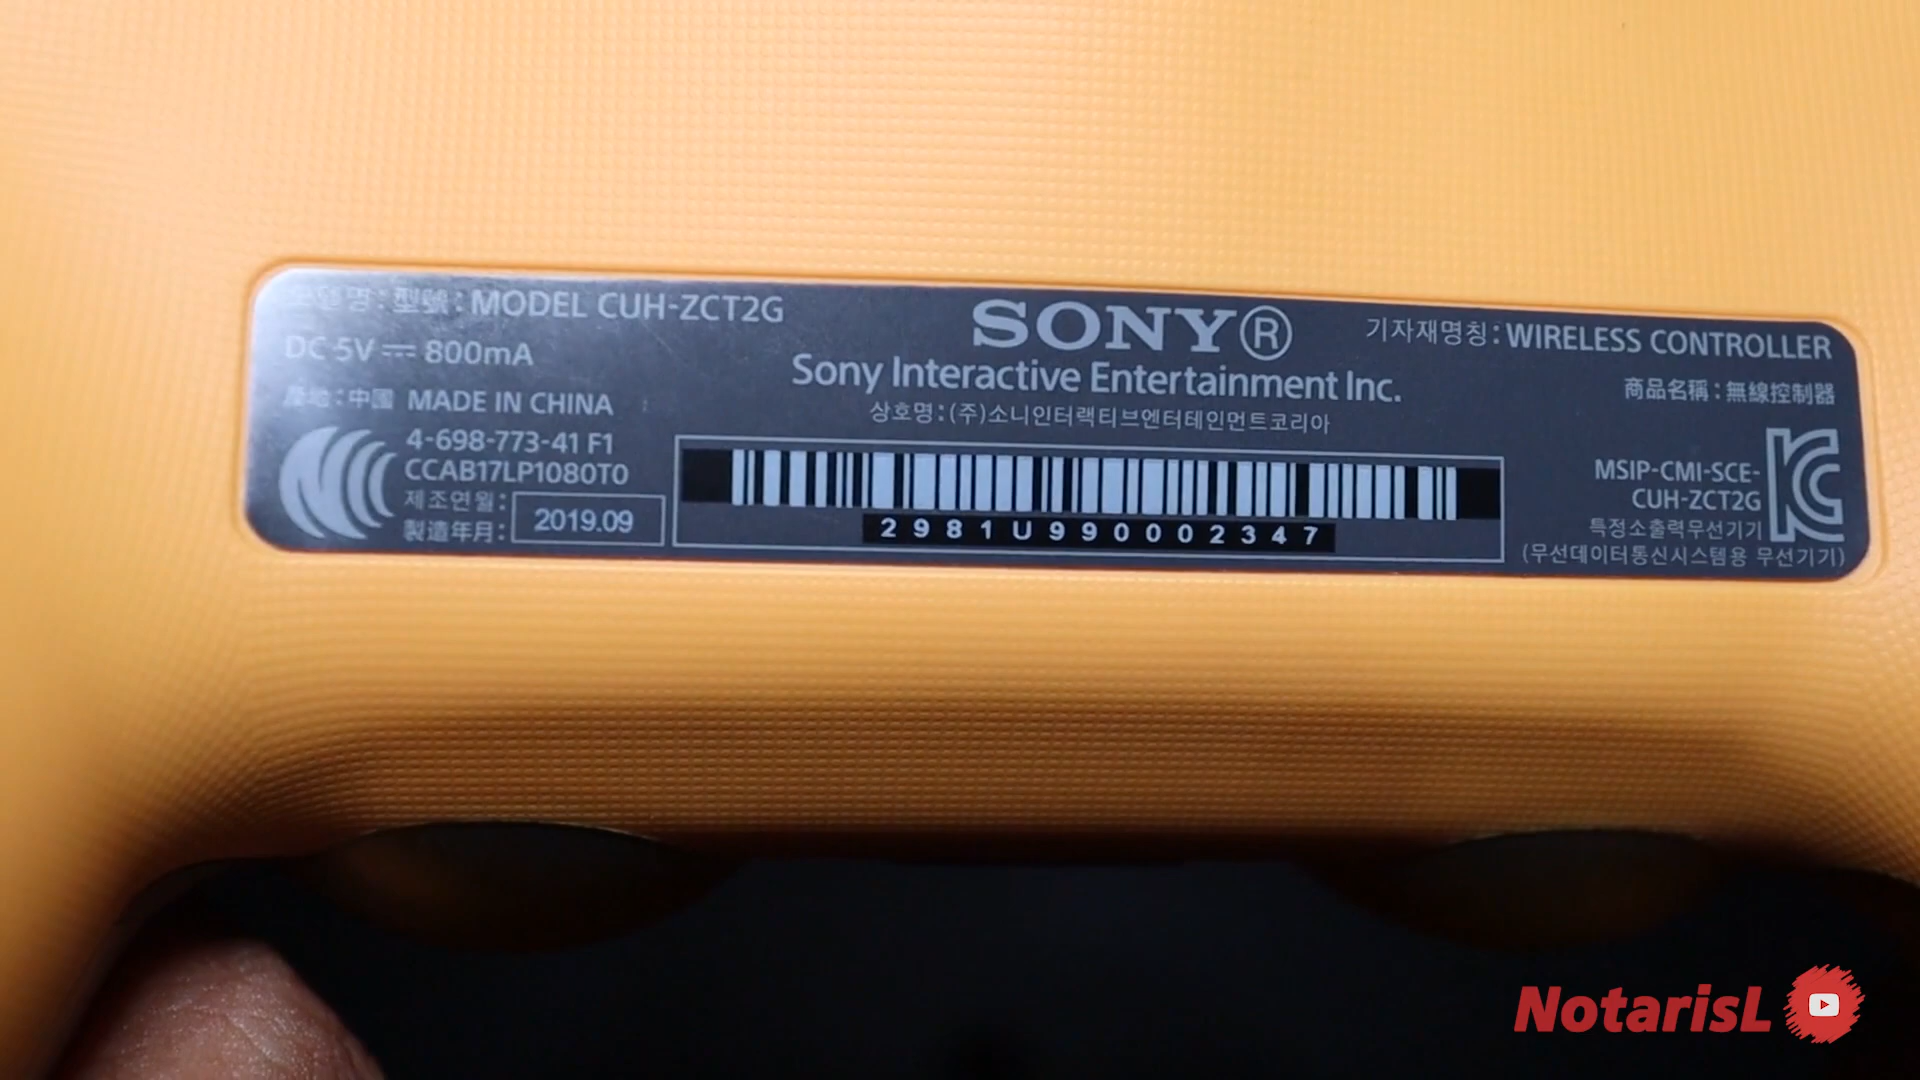 모델명 : 型號 : MODEL CUH-ZCT2G
DC 5V ⎓ 800mA
產地 : 中國 MADE IN CHINA
4-698-773-41 F1
CCAB17LP1080T0
제조연월 :
製造年月 : 2019.09
SONY®
Sony Interactive Entertainment Inc.
상호명 : (주)소니인터랙티브엔터테인먼트코리아
2981U990002347
기자재명칭 : WIRELESS CONTROLLER
商品名稱 : 無線控制器
MSIP-CMI-SCE-
CUH-ZCT2G
특정소출력무선기기
(무선데이터통신시스템용 무선기기)
NotarisL